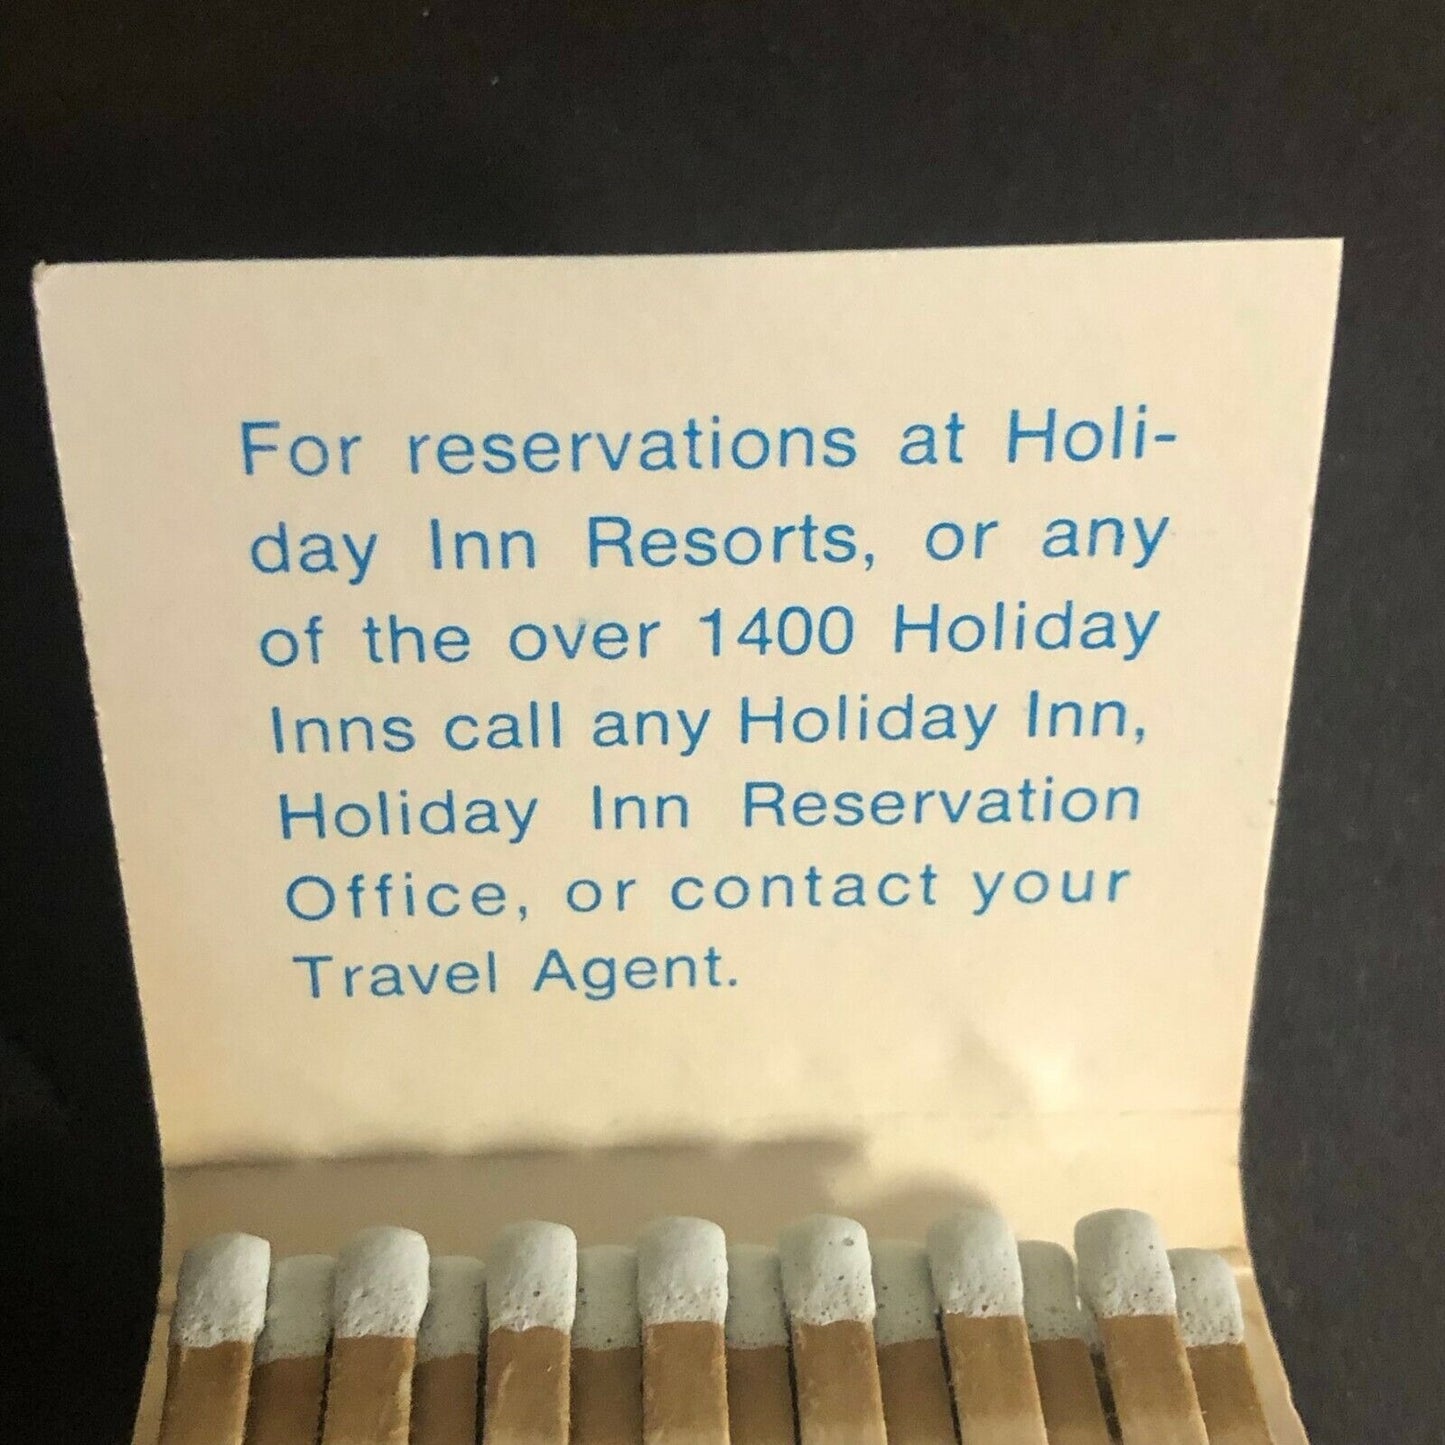 For reservations at Holi-
day Inn Resorts, or any
of the over 1400 Holiday
Inns call any Holiday Inn,
Holiday Inn Reservation
Office, or contact your
Travel Agent.